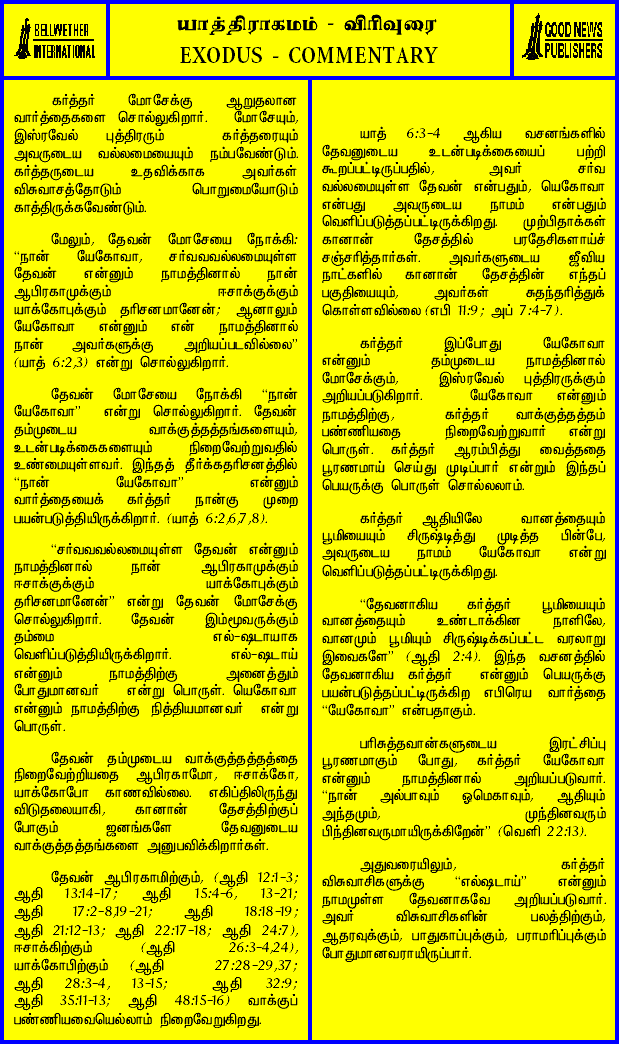 BELLWETHER
INTERNATIONAL
யாத்திராகமம் - விரிவுரை
EXODUS - COMMENTARY
GOOD NEWS
PUBLISHERS
கர்த்தர் மோசேக்கு ஆறுதலான
வார்த்தைகளை சொல்லுகிறார். மோசேயும்,
இஸ்ரவேல் புத்திரரும் கர்த்தரையும்
அவருடைய வல்லமையையும் நம்பவேண்டும்.
கர்த்தருடைய உதவிக்காக அவர்கள்
விசுவாசத்தோடும் பொறுமையோடும்
காத்திருக்கவேண்டும்.
மேலும், தேவன் மோசேயை நோக்கி:
“நான் யேகோவா, சர்வவல்லமையுள்ள
தேவன் என்னும் நாமத்தினால் நான்
ஆபிரகாமுக்கும் ஈசாக்குக்கும்
யாக்கோபுக்கும் தரிசனமானேன்; ஆனாலும்
யேகோவா என்னும் என் நாமத்தினால்
நான் அவர்களுக்கு அறியப்படவில்லை”
(யாத் 6:2,3) என்று சொல்லுகிறார்.
தேவன் மோசேயை நோக்கி “நான்
யேகோவா” என்று சொல்லுகிறார். தேவன்
தம்முடைய வாக்குத்தத்தங்களையும்,
உடன்படிக்கைகளையும் நிறைவேற்றுவதில்
உண்மையுள்ளவர். இந்தத் தீர்க்கதரிசனத்தில்
“நான் யேகோவா” என்னும்
வார்த்தையைக் கர்த்தர் நான்கு முறை
பயன்படுத்தியிருக்கிறார். (யாத் 6:2,6,7,8).
“சர்வவல்லமையுள்ள தேவன் என்னும்
நாமத்தினால் நான் ஆபிரகாமுக்கும்
ஈசாக்குக்கும் யாக்கோபுக்கும்
தரிசனமானேன்” என்று தேவன் மோசேக்கு
சொல்லுகிறார். தேவன் இம்மூவருக்கும்
தம்மை எல்-ஷடாயாக
வெளிப்படுத்தியிருக்கிறார். எல்-ஷடாய்
என்னும் நாமத்திற்கு அனைத்தும்
போதுமானவர் என்று பொருள். யெகோவா
என்னும் நாமத்திற்கு நித்தியமானவர் என்று
பொருள்.
தேவன் தம்முடைய வாக்குத்தத்தத்தை
நிறைவேற்றியதை ஆபிரகாமோ, ஈசாக்கோ,
யாக்கோபோ காணவில்லை. எகிப்திலிருந்து
விடுதலையாகி, கானான் தேசத்திற்குப்
போகும் ஜனங்களே தேவனுடைய
வாக்குத்தத்தங்களை அனுபவிக்கிறார்கள்.
தேவன் ஆபிரகாமிற்கும், (ஆதி 12:1-3;
ஆதி 13:14-17; ஆதி 15:4-6, 13-21;
ஆதி 17:2-8,19-21; ஆதி 18:18-19;
ஆதி 21:12-13; ஆதி 22:17-18; ஆதி 24:7),
ஈசாக்கிற்கும் (ஆதி 26:3-4,24),
யாக்கோபிற்கும் (ஆதி 27:28-29,37;
ஆதி 28:3-4, 13-15; ஆதி 32:9;
ஆதி 35:11-13; ஆதி 48:15-16) வாக்குப்
பண்ணியவையெல்லாம் நிறைவேறுகிறது.
யாத் 6:3-4 ஆகிய வசனங்களில்
தேவனுடைய உடன்படிக்கையைப் பற்றி
கூறப்பட்டிருப்பதில், அவர் சர்வ
வல்லமையுள்ள தேவன் என்பதும், யெகோவா
என்பது அவருடைய நாமம் என்பதும்
வெளிப்படுத்தப்பட்டிருக்கிறது. முற்பிதாக்கள்
கானான் தேசத்தில் பரதேசிகளாய்ச்
சஞ்சரித்தார்கள். அவர்களுடைய ஜீவிய
நாட்களில் கானான் தேசத்தின் எந்தப்
பகுதியையும், அவர்கள் சுதந்தரித்துக்
கொள்ளவில்லை (எபி 11:9; அப் 7:4-7).
கர்த்தர் இப்போது யேகோவா
என்னும் தம்முடைய நாமத்தினால்
மோசேக்கும், இஸ்ரவேல் புத்திரருக்கும்
அறியப்படுகிறார். யேகோவா என்னும்
நாமத்திற்கு, கர்த்தர் வாக்குத்தத்தம்
பண்ணியதை நிறைவேற்றுவார் என்று
பொருள். கர்த்தர் ஆரம்பித்து வைத்ததை
பூரணமாய் செய்து முடிப்பார் என்றும் இந்தப்
பெயருக்கு பொருள் சொல்லலாம்.
கர்த்தர் ஆதியிலே வானத்தையும்
பூமியையும் சிருஷ்டித்து முடித்த பின்பே,
அவருடைய நாமம் யேகோவா என்று
வெளிப்படுத்தப்பட்டிருக்கிறது.
“தேவனாகிய கர்த்தர் பூமியையும்
வானத்தையும் உண்டாக்கின நாளிலே,
வானமும் பூமியும் சிருஷ்டிக்கப்பட்ட வரலாறு
இவைகளே” (ஆதி 2:4). இந்த வசனத்தில்
தேவனாகிய கர்த்தர் என்னும் பெயருக்கு
பயன்படுத்தப்பட்டிருக்கிற எபிரெய வார்த்தை
“யேகோவா” என்பதாகும்.
பரிசுத்தவான்களுடைய இரட்சிப்பு
பூரணமாகும் போது, கர்த்தர் யேகோவா
என்னும் நாமத்தினால் அறியப்படுவார்.
“நான் அல்பாவும் ஓமெகாவும், ஆதியும்
அந்தமும், முந்தினவரும்
பிந்தினவருமாயிருக்கிறேன்” (வெளி 22:13).
அதுவரையிலும், கர்த்தர்
விசுவாசிகளுக்கு “எல்ஷடாய்” என்னும்
நாமமுள்ள தேவனாகவே அறியப்படுவார்.
அவர் விசுவாசிகளின் பலத்திற்கும்,
ஆதரவுக்கும், பாதுகாப்புக்கும், பராமரிப்புக்கும்
போதுமானவராயிருப்பார்.